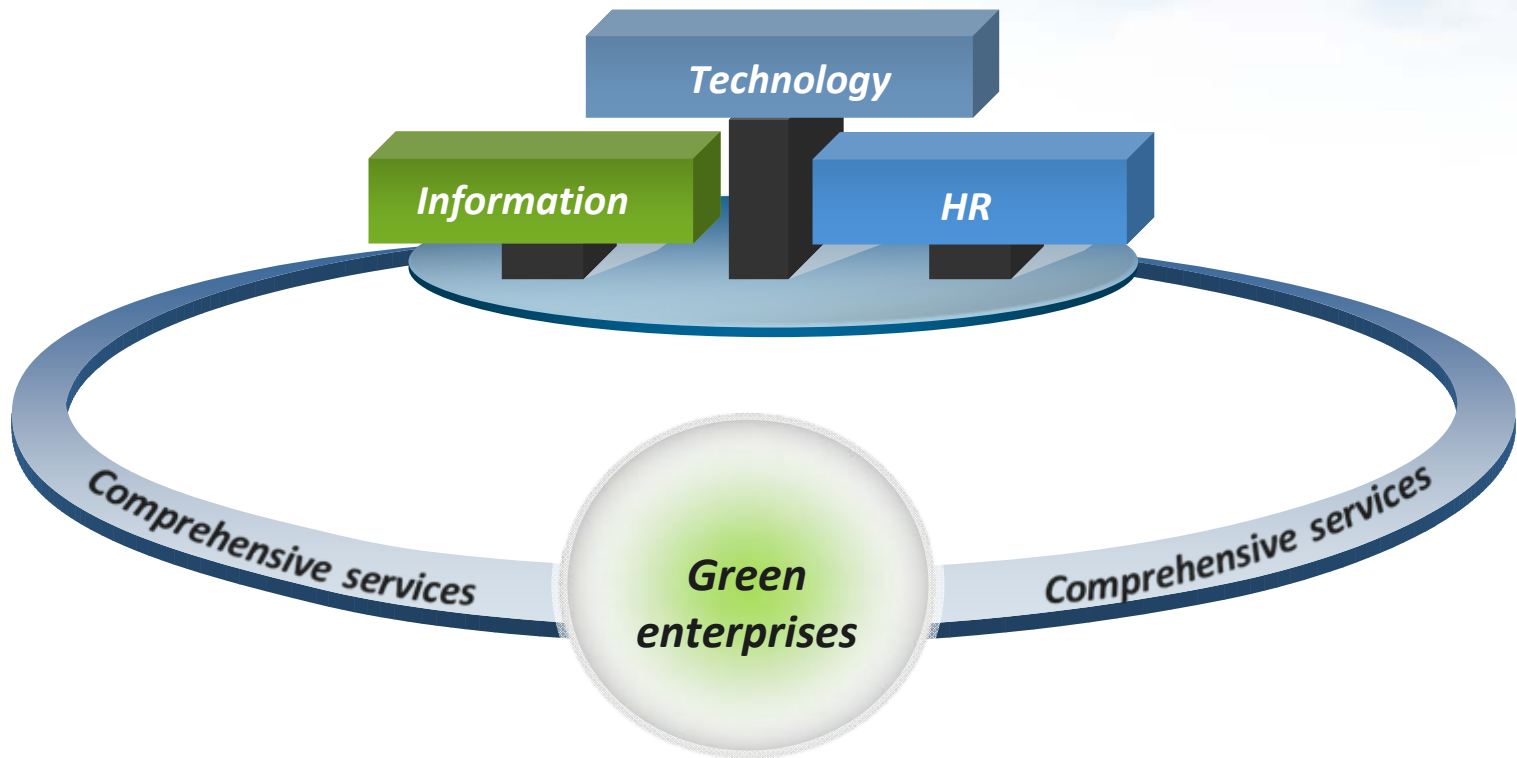 Technology
Information
HR
Comprehensive services
Comprehensive services
Green
enterprises